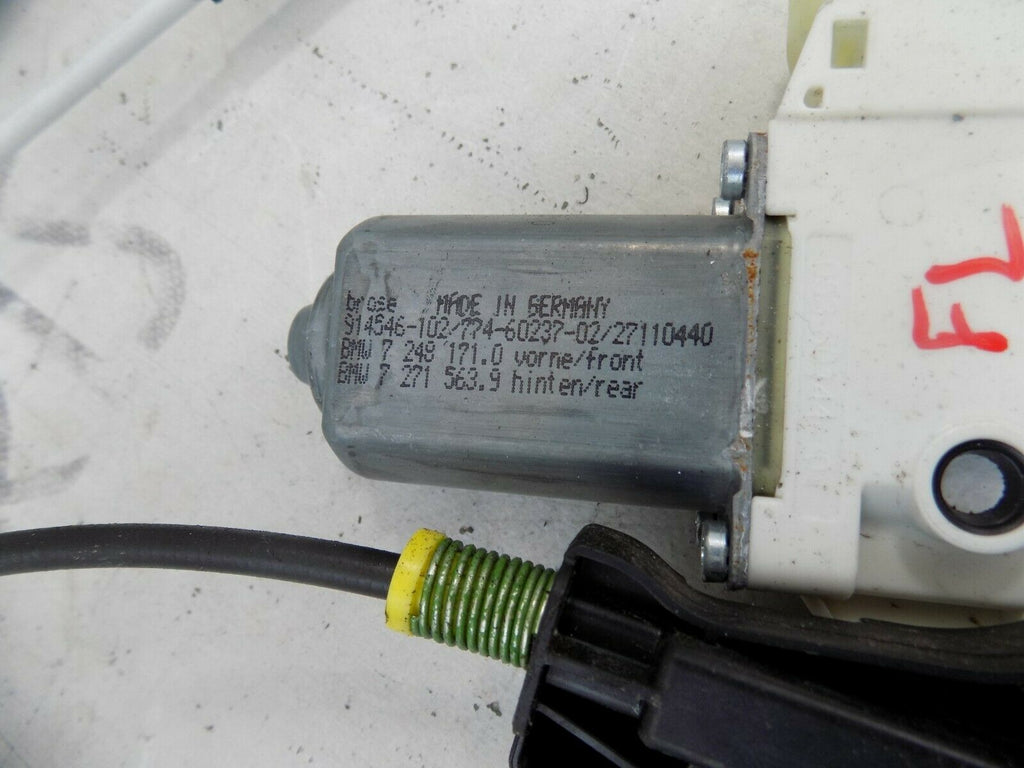 brose MADE IN GERMANY
914646-102/774-60237-02/27110440
BMW 7 248 171.0 vorne/front
BMW 7 271 563.9 hinten/rear
FL